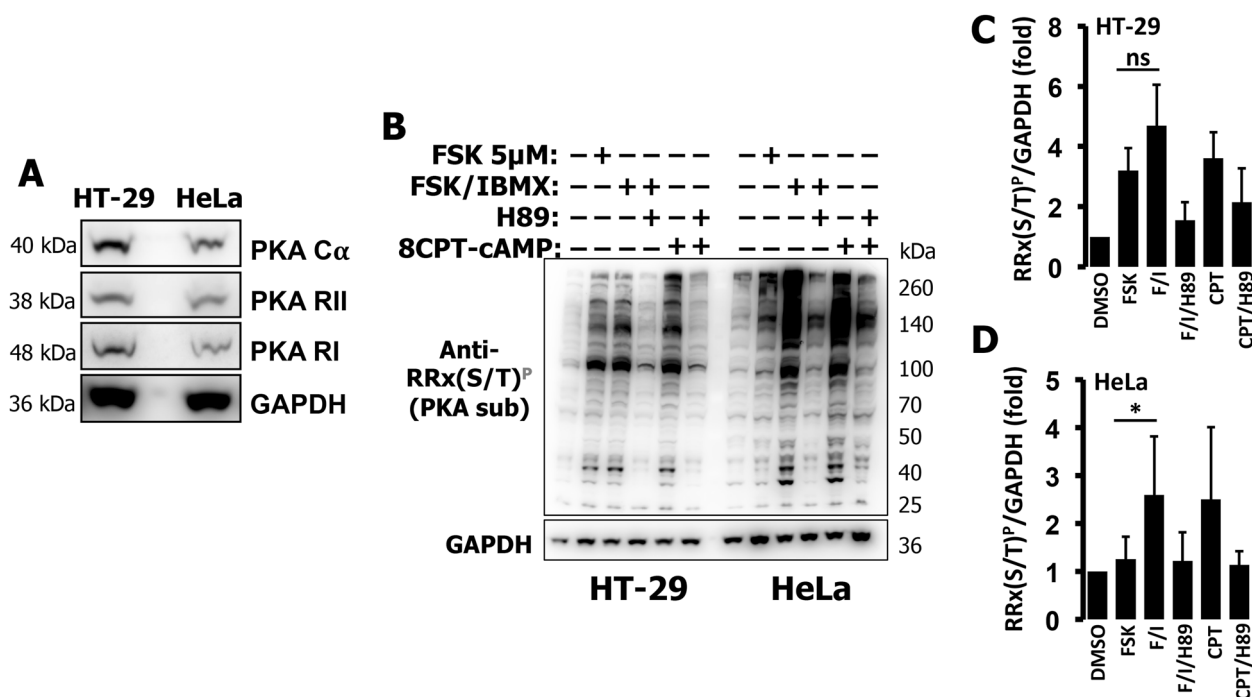 A
HT-29 HeLa
40 kDa PKA Cα
38 kDa PKA RII
48 kDa PKA RI
36 kDa GAPDH
B
FSK 5µM: – + – – – – – + – – – –
FSK/IBMX: – – + + – – – – + + – –
H89: – – – + – + – – – + – +
8CPT-cAMP: – – – – + + – – – – + +
kDa
260
140
Anti-
RRx(S/T)ᴾ
(PKA sub)
100
70
50
40
25
GAPDH 36
HT-29 HeLa
C
HT-29
ns
RRx(S/T)ᴾ/GAPDH (fold)
8
6
4
2
0
DMSO
FSK
F/I
F/I/H89
CPT
CPT/H89
D
HeLa
*
RRx(S/T)ᴾ/GAPDH (fold)
5
4
3
2
1
0
DMSO
FSK
F/I
F/I/H89
CPT
CPT/H89